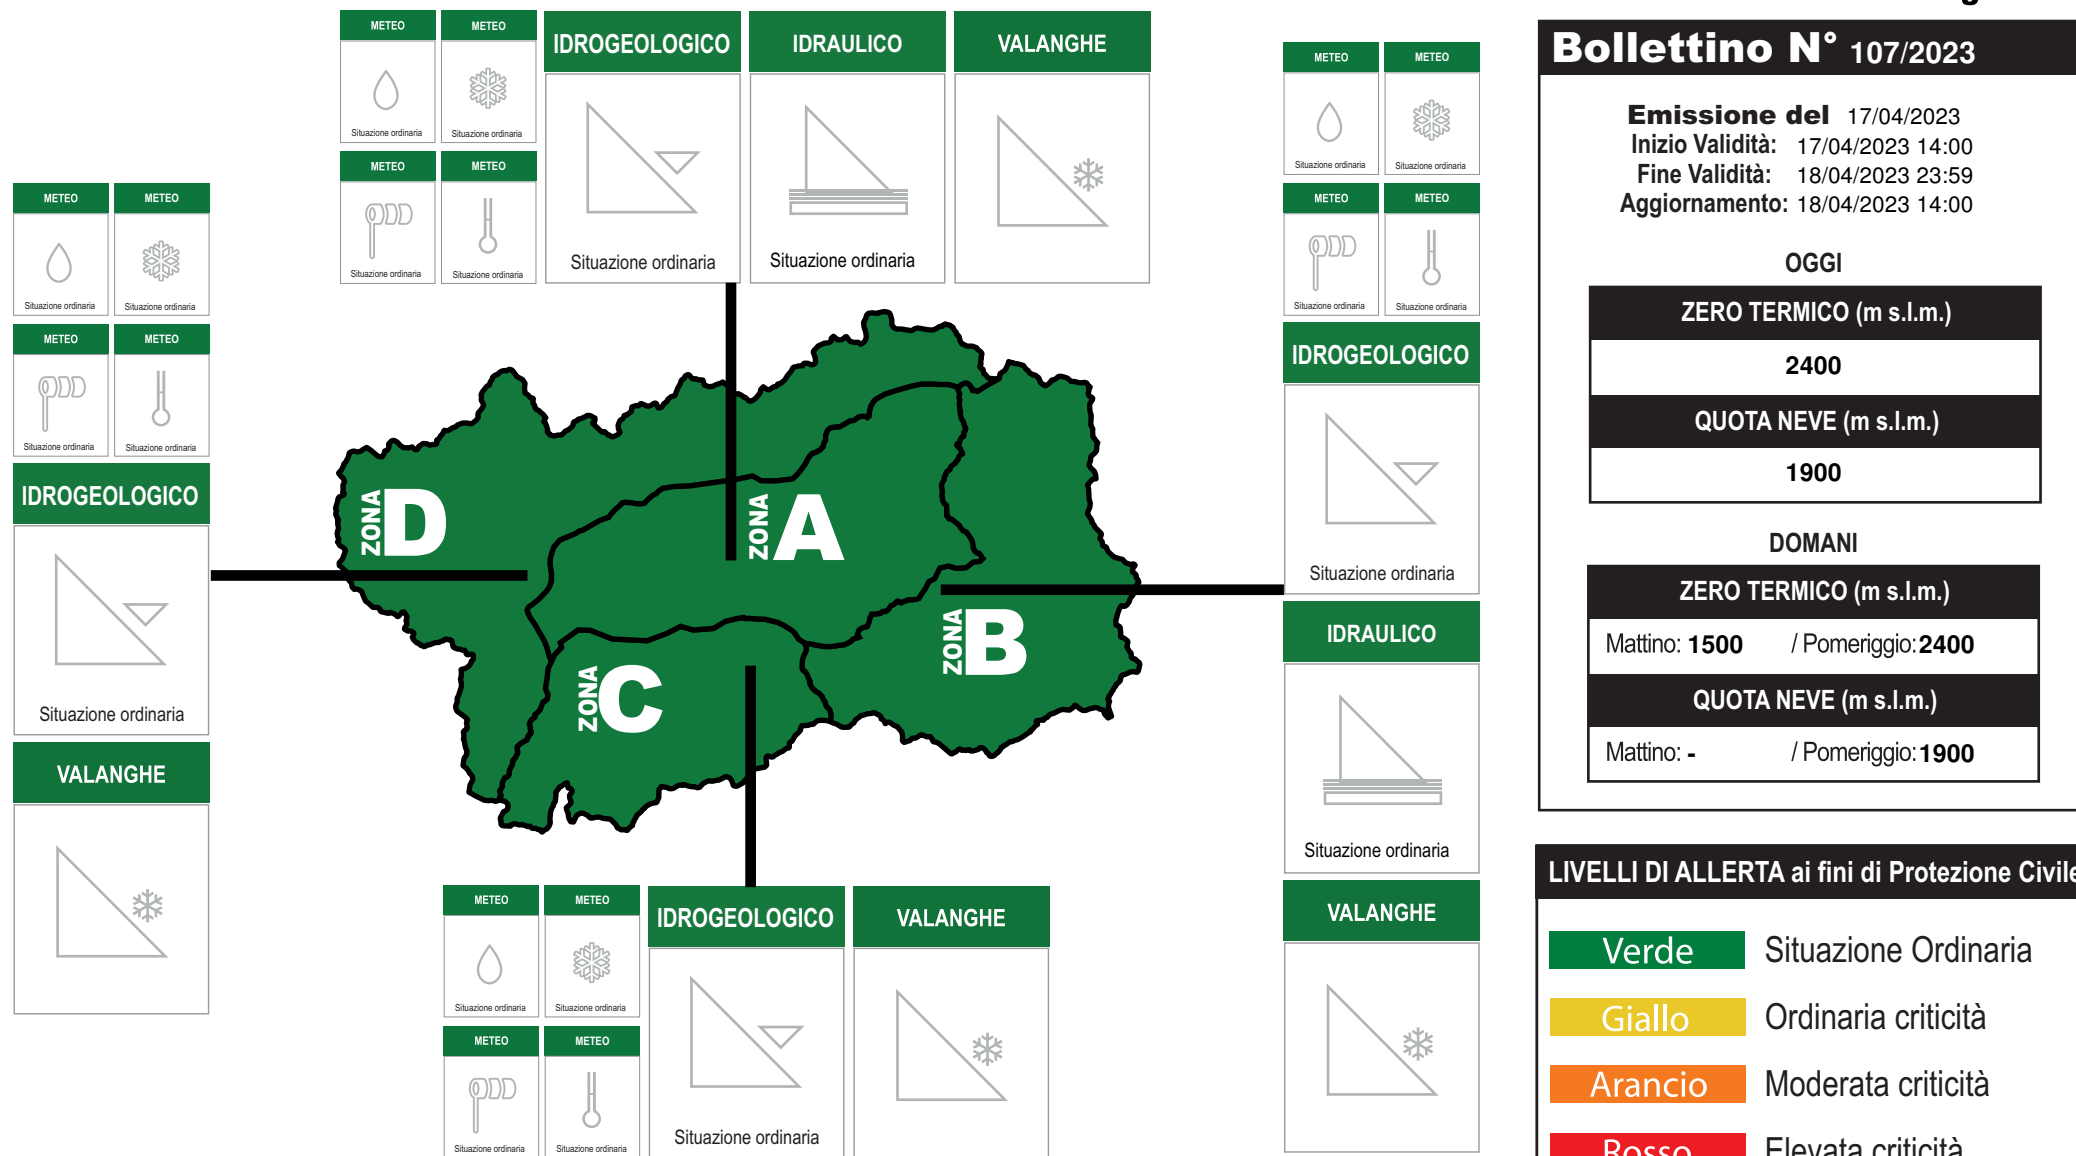 METEO
METEO
Situazione ordinaria
Situazione ordinaria
METEO
METEO
Situazione ordinaria
Situazione ordinaria
IDROGEOLOGICO
Situazione ordinaria
IDRAULICO
Situazione ordinaria
VALANGHE
METEO
METEO
Situazione ordinaria
Situazione ordinaria
METEO
METEO
Situazione ordinaria
Situazione ordinaria
IDROGEOLOGICO
Situazione ordinaria
VALANGHE
ZONA D
ZONA A
ZONA B
ZONA C
METEO
METEO
Situazione ordinaria
Situazione ordinaria
METEO
METEO
Situazione ordinaria
Situazione ordinaria
IDROGEOLOGICO
Situazione ordinaria
IDRAULICO
Situazione ordinaria
VALANGHE
METEO
METEO
Situazione ordinaria
Situazione ordinaria
METEO
METEO
Situazione ordinaria
Situazione ordinaria
IDROGEOLOGICO
Situazione ordinaria
VALANGHE
Bollettino N° 107/2023
Emissione del 17/04/2023
Inizio Validità: 17/04/2023 14:00
Fine Validità: 18/04/2023 23:59
Aggiornamento: 18/04/2023 14:00
OGGI
ZERO TERMICO (m s.l.m.)
2400
QUOTA NEVE (m s.l.m.)
1900
DOMANI
ZERO TERMICO (m s.l.m.)
Mattino: 1500 / Pomeriggio: 2400
QUOTA NEVE (m s.l.m.)
Mattino: - / Pomeriggio: 1900
LIVELLI DI ALLERTA ai fini di Protezione Civile
Verde Situazione Ordinaria
Giallo Ordinaria criticità
Arancio Moderata criticità
Rosso Elevata criticità